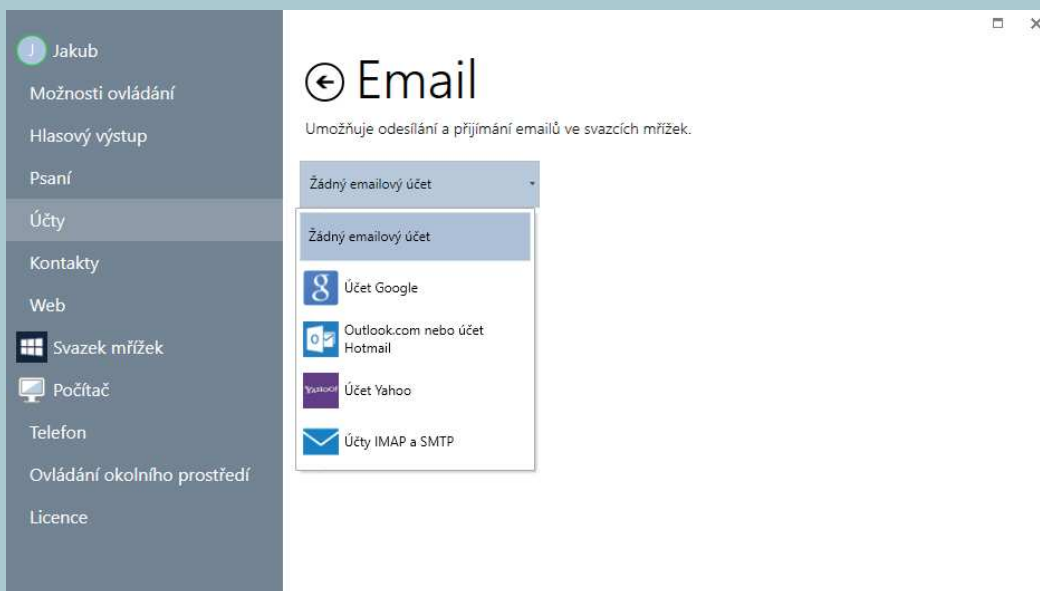 J Jakub
Možnosti ovládání
Hlasový výstup
Psaní
Účty
Kontakty
Web
Svazek mřížek
Počítač
Telefon
Ovládání okolního prostředí
Licence
Email
Umožňuje odesílání a přijímání emailů ve svazcích mřížek.
Žádný emailový účet
Žádný emailový účet
8 Účet Google
o Outlook.com nebo účet
Hotmail
YAHOO! Účet Yahoo
Účty IMAP a SMTP